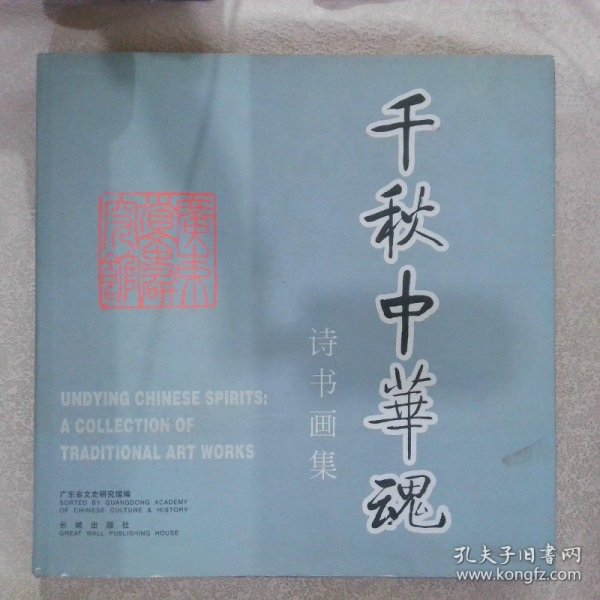 千秋中華魂
诗书画集
UNDYING CHINESE SPIRITS:
A COLLECTION OF
TRADITIONAL ART WORKS
广东省文史研究馆编
SORTED BY GUANGDONG ACADEMY
OF CHINESE CULTURE & HISTORY
长城出版社
GREAT WALL PUBLISHING HOUSE
孔夫子旧书网
www.kongfz.com